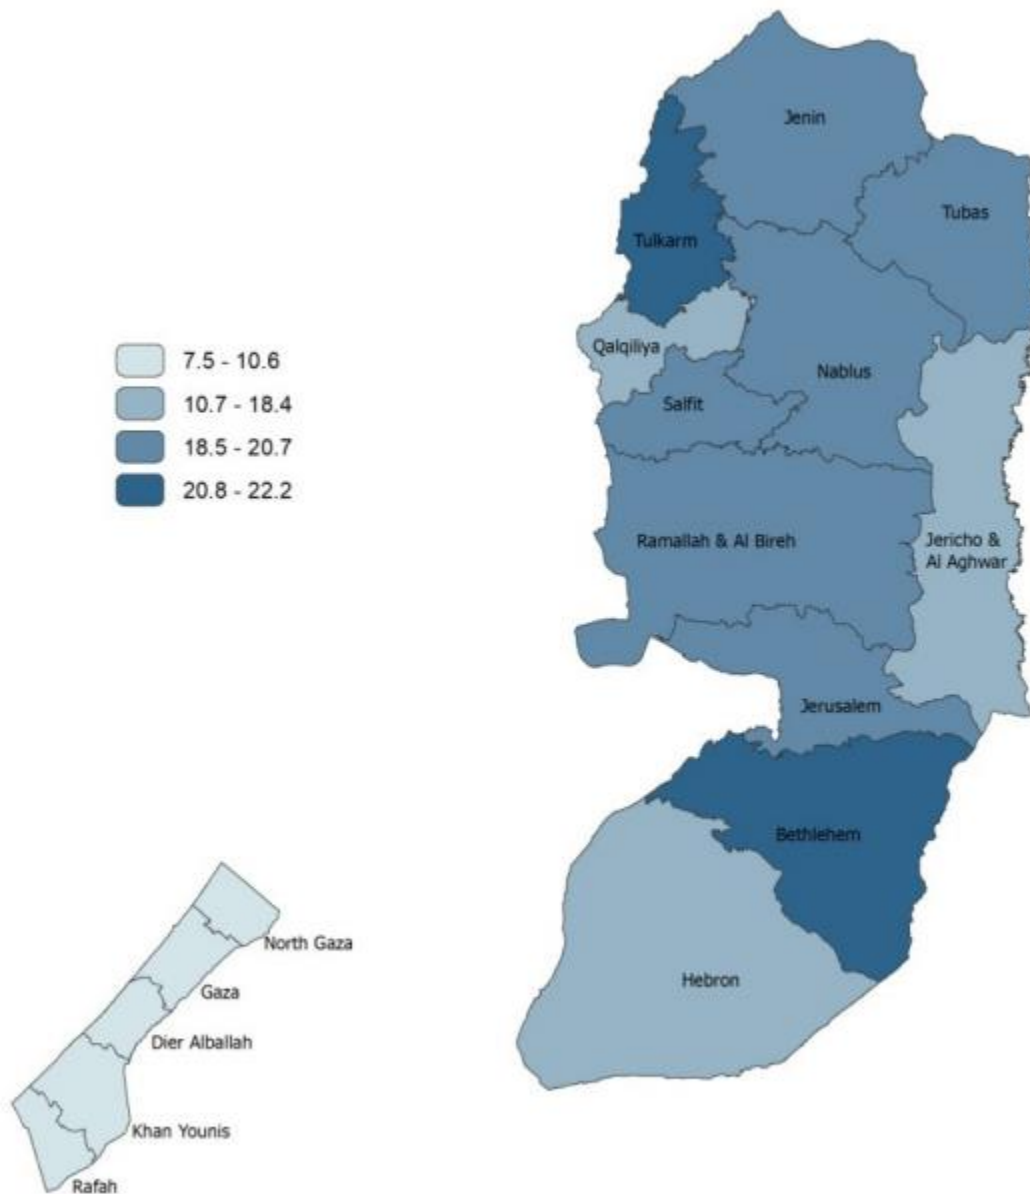 Jenin
Tubas
Tulkarm
Qalqiliya
Nablus
Salfit
7.5 - 10.6
10.7 - 18.4
18.5 - 20.7
20.8 - 22.2
Ramallah & Al Bireh
Jericho &
Al Aghwar
Jerusalem
Bethlehem
Hebron
North Gaza
Gaza
Dier Alballah
Khan Younis
Rafah